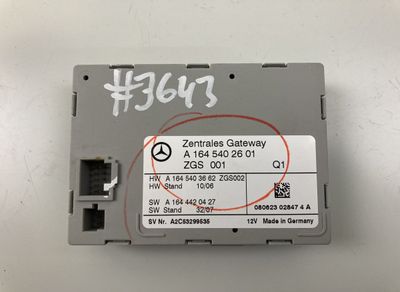 #3643
Zentrales Gateway
A 164 540 26 01
ZGS 001 Q1
HW A 164 540 36 62 ZGS002
HW Stand 10/06
SW A 164 442 04 27
SW Stand 32/07
080623 02847 4 A
SV Nr. A2C53299535 12V Made in Germany